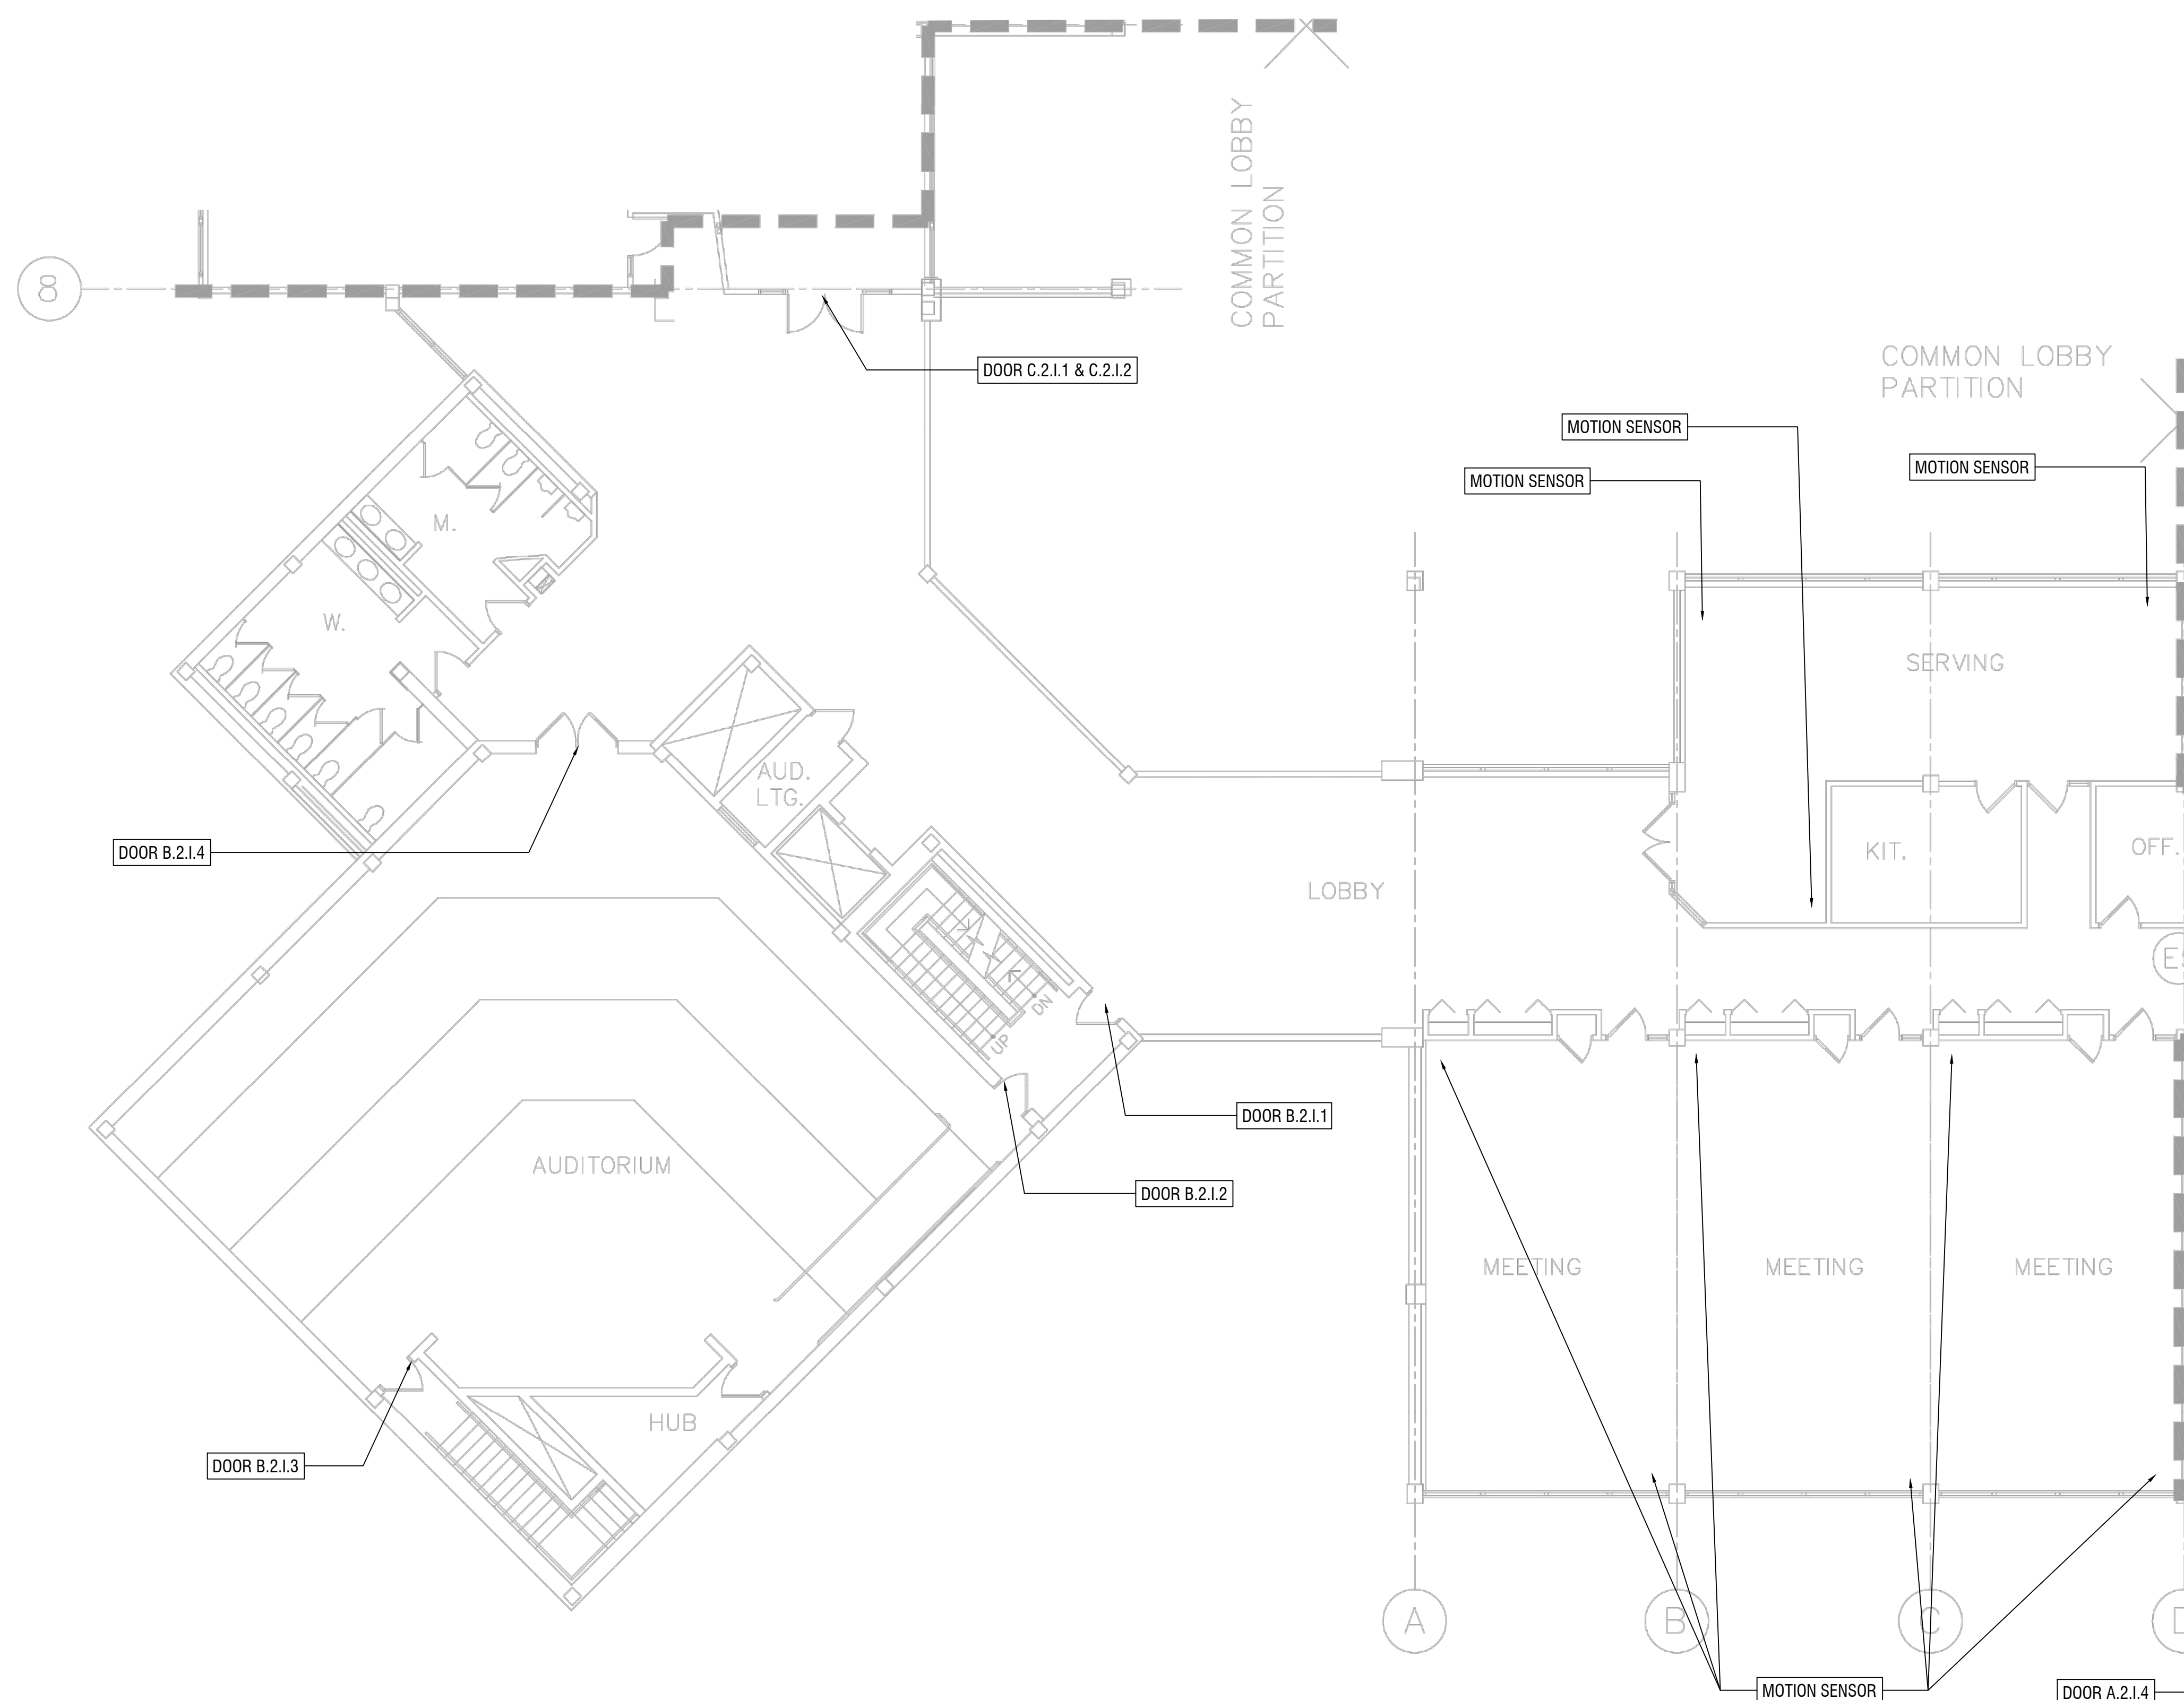 COMMON LOBBY
PARTITION
8
DOOR C.2.I.1 & C.2.I.2
COMMON LOBBY
PARTITION
MOTION SENSOR
MOTION SENSOR
MOTION SENSOR
M.
W.
SERVING
AUD.
LTG.
DOOR B.2.I.4
KIT.
OFF.
LOBBY
DN
UP
DOOR B.2.I.1
AUDITORIUM
DOOR B.2.I.2
MEETING
MEETING
MEETING
HUB
DOOR B.2.I.3
A
B
C
MOTION SENSOR
DOOR A.2.I.4